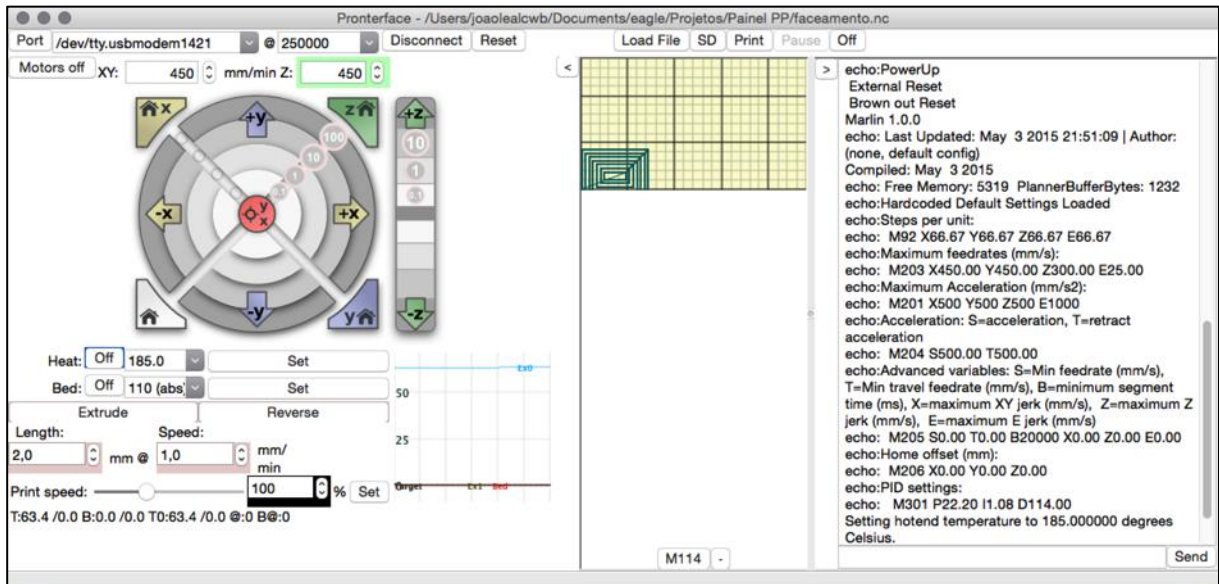 Pronterface - /Users/joaolealcwb/Documents/eagle/Projetos/Painel PP/faceamento.nc
Port /dev/tty.usbmodem1421 @ 250000 Disconnect Reset Load File SD Print Pause Off
Motors off XY: 450 mm/min Z: 450 < >
x z +y +z
100 10 1 0.1
10
1
0.1
-x y x +x
-y y -z
Heat: Off 185.0 Set
Bed: Off 110 (abs) Set
Extrude Reverse
Length: Speed:
2,0 mm @ 1,0 mm/
min
Print speed: 100 % Set
T:63.4 /0.0 B:0.0 /0.0 T0:63.4 /0.0 @:0 B@:0
Ex0
50
25
0
Target Ex1 Bed
M114 -
echo:PowerUp
External Reset
Brown out Reset
Marlin 1.0.0
echo: Last Updated: May 3 2015 21:51:09 | Author:
(none, default config)
Compiled: May 3 2015
echo: Free Memory: 5319 PlannerBufferBytes: 1232
echo:Hardcoded Default Settings Loaded
echo:Steps per unit:
echo: M92 X66.67 Y66.67 Z66.67 E66.67
echo:Maximum feedrates (mm/s):
echo: M203 X450.00 Y450.00 Z300.00 E25.00
echo:Maximum Acceleration (mm/s2):
echo: M201 X500 Y500 Z500 E1000
echo:Acceleration: S=acceleration, T=retract
acceleration
echo: M204 S500.00 T500.00
echo:Advanced variables: S=Min feedrate (mm/s),
T=Min travel feedrate (mm/s), B=minimum segment
time (ms), X=maximum XY jerk (mm/s), Z=maximum Z
jerk (mm/s), E=maximum E jerk (mm/s)
echo: M205 S0.00 T0.00 B20000 X0.00 Z0.00 E0.00
echo:Home offset (mm):
echo: M206 X0.00 Y0.00 Z0.00
echo:PID settings:
echo: M301 P22.20 I1.08 D114.00
Setting hotend temperature to 185.000000 degrees
Celsius.
Send